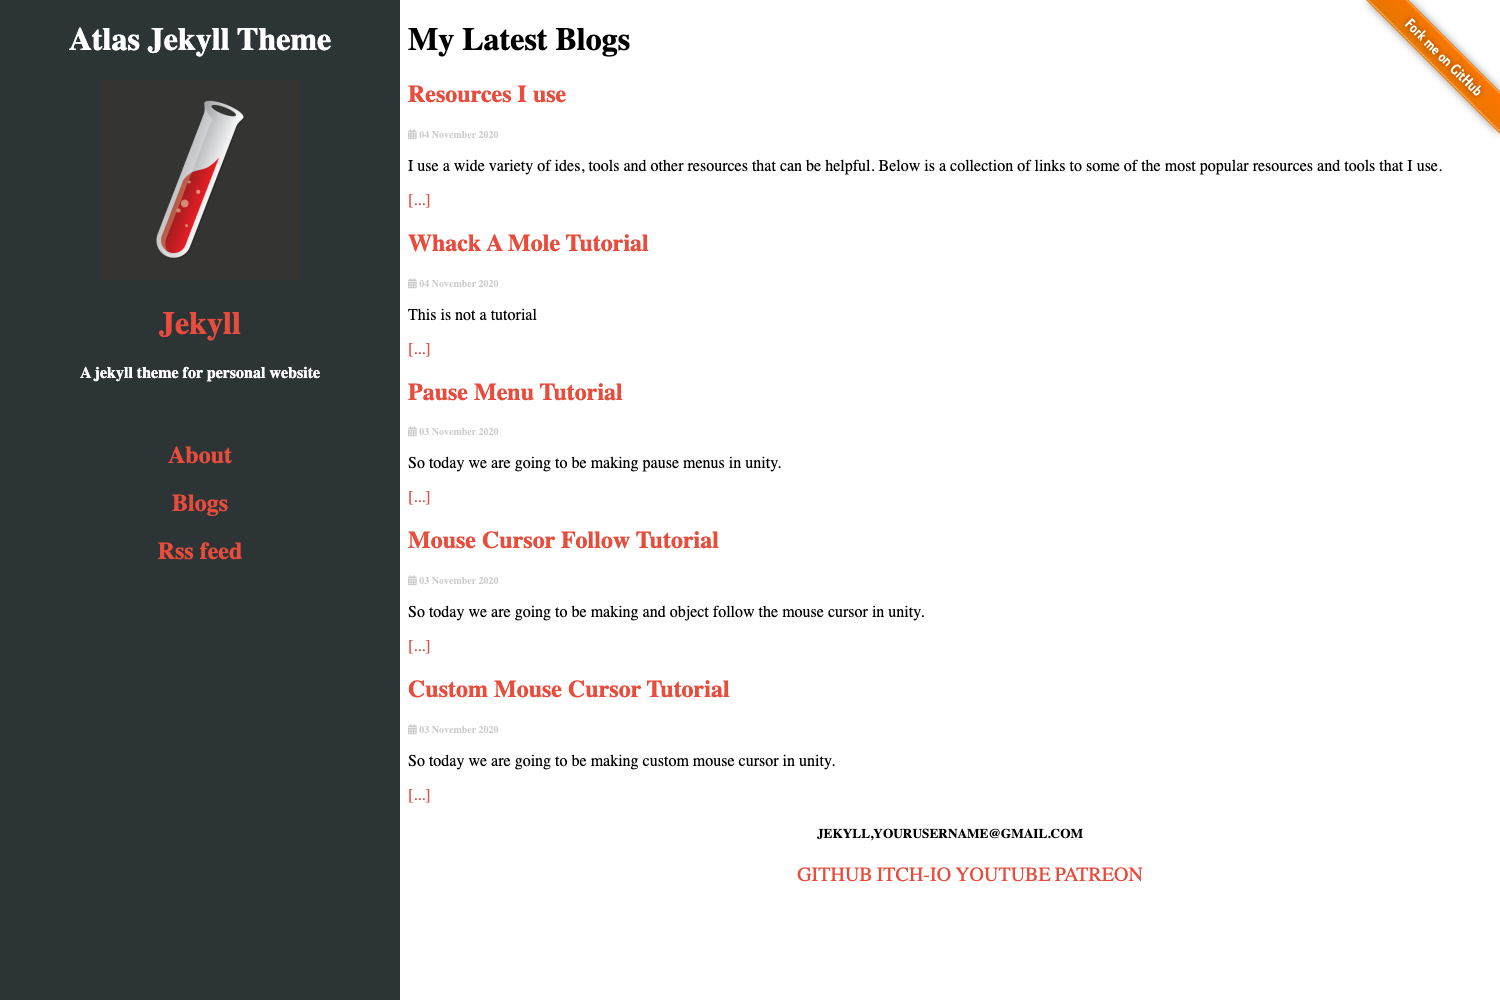 Atlas Jekyll Theme
Jekyll
A jekyll theme for personal website
About
Blogs
Rss feed
My Latest Blogs
Resources I use
04 November 2020
I use a wide variety of ides, tools and other resources that can be helpful. Below is a collection of links to some of the most popular resources and tools that I use.
[...]
Whack A Mole Tutorial
04 November 2020
This is not a tutorial
[...]
Pause Menu Tutorial
03 November 2020
So today we are going to be making pause menus in unity.
[...]
Mouse Cursor Follow Tutorial
03 November 2020
So today we are going to be making and object follow the mouse cursor in unity.
[...]
Custom Mouse Cursor Tutorial
03 November 2020
So today we are going to be making custom mouse cursor in unity.
[...]
JEKYLL,YOURUSERNAME@GMAIL.COM
GITHUB ITCH-IO YOUTUBE PATREON
Fork me on GitHub